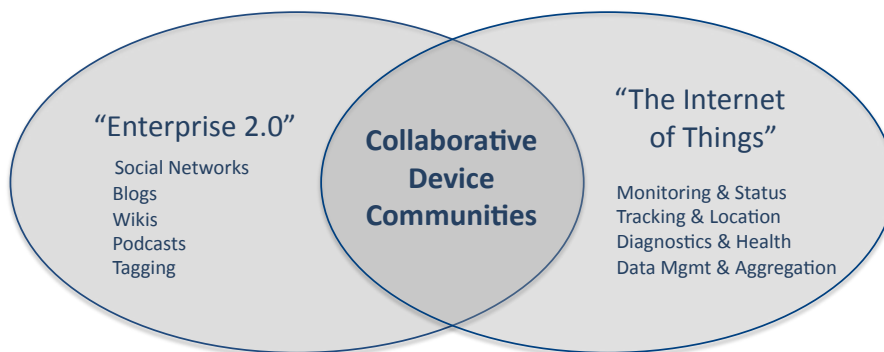 “Enterprise 2.0”
Social Networks
Blogs
Wikis
Podcasts
Tagging
Collaborative
Device
Communities
“The Internet
of Things”
Monitoring & Status
Tracking & Location
Diagnostics & Health
Data Mgmt & Aggregation